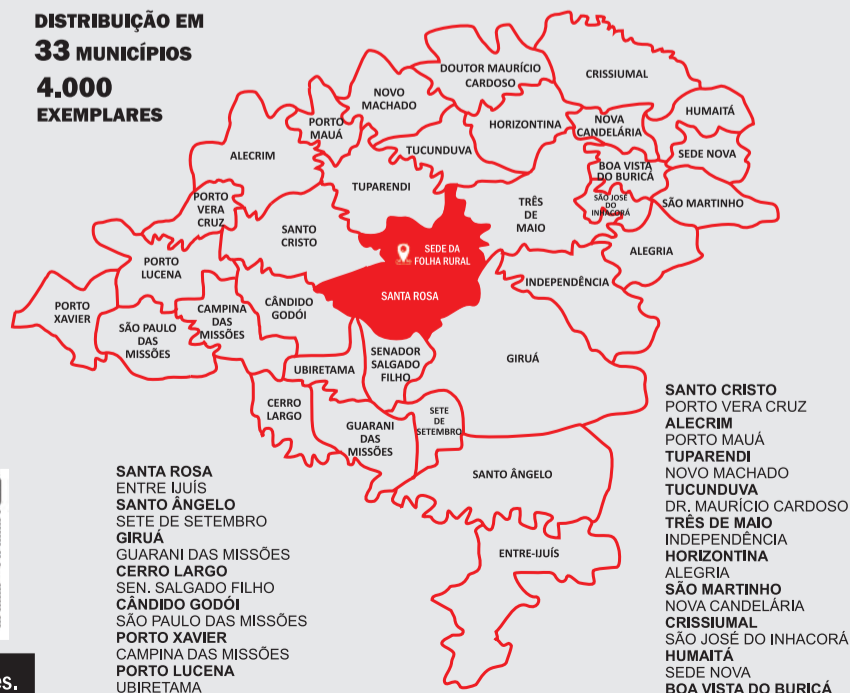 DISTRIBUIÇÃO EM
33 MUNICÍPIOS
4.000
EXEMPLARES
DOUTOR MAURÍCIO
CARDOSO
CRISSIUMAL
NOVO
MACHADO
PORTO
MAUÁ
HORIZONTINA
NOVA
CANDELÁRIA
HUMAITÁ
ALECRIM
TUCUNDUVA
SEDE NOVA
BOA VISTA
DO BURICÁ
TUPARENDI
PORTO
VERA
CRUZ
TRÊS
DE
MAIO
SÃO JOSÉ
DO
INHACORÁ
SÃO MARTINHO
SANTO
CRISTO
SEDE DA
FOLHA RURAL
ALEGRIA
PORTO
LUCENA
INDEPENDÊNCIA
SANTA ROSA
PORTO
XAVIER
SÃO PAULO
DAS
MISSÕES
CAMPINA
DAS
MISSÕES
CÂNDIDO
GODÓI
UBIRETAMA
SENADOR
SALGADO
FILHO
GIRUÁ
CERRO
LARGO
GUARANI
DAS
MISSÕES
SETE
DE
SETEMBRO
SANTO ÂNGELO
ENTRE-IJUÍS
SANTA ROSA
ENTRE IJUÍS
SANTO ÂNGELO
SETE DE SETEMBRO
GIRUÁ
GUARANI DAS MISSÕES
CERRO LARGO
SEN. SALGADO FILHO
CÂNDIDO GODÓI
SÃO PAULO DAS MISSÕES
PORTO XAVIER
CAMPINA DAS MISSÕES
PORTO LUCENA
UBIRETAMA
SANTO CRISTO
PORTO VERA CRUZ
ALECRIM
PORTO MAUÁ
TUPARENDI
NOVO MACHADO
TUCUNDUVA
DR. MAURÍCIO CARDOSO
TRÊS DE MAIO
INDEPENDÊNCIA
HORIZONTINA
ALEGRIA
SÃO MARTINHO
NOVA CANDELÁRIA
CRISSIUMAL
SÃO JOSÉ DO INHACORÁ
HUMAITÁ
SEDE NOVA
BOA VISTA DO BURICÁ
es.